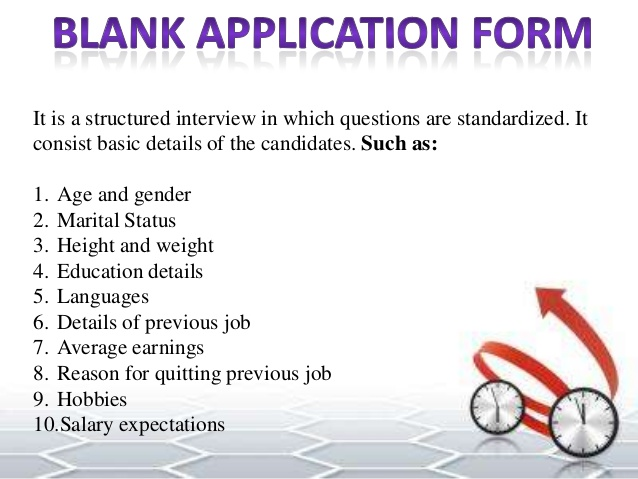 BLANK APPLICATION FORM
It is a structured interview in which questions are standardized. It
consist basic details of the candidates. Such as:
1. Age and gender
2. Marital Status
3. Height and weight
4. Education details
5. Languages
6. Details of previous job
7. Average earnings
8. Reason for quitting previous job
9. Hobbies
10.Salary expectations